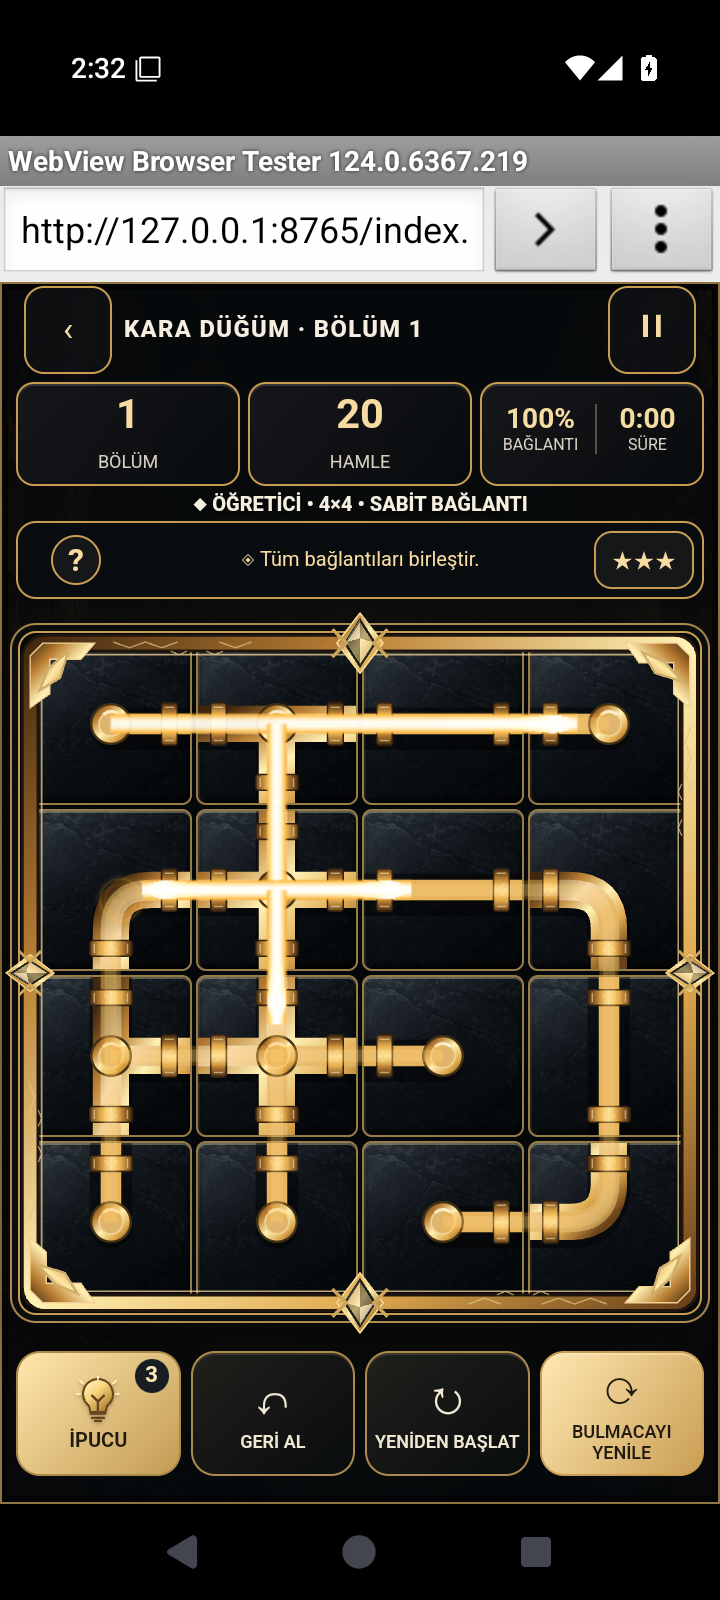 2:32
WebView Browser Tester 124.0.6367.219
http://127.0.0.1:8765/index.
KARA DÜĞÜM · BÖLÜM 1
1
BÖLÜM
20
HAMLE
100%
BAĞLANTI
0:00
SÜRE
◆ ÖĞRETİCİ • 4×4 • SABİT BAĞLANTI
?
◈ Tüm bağlantıları birleştir.
★★★
3
İPUCU
GERİ AL
YENİDEN BAŞLAT
BULMACAYI
YENİLE